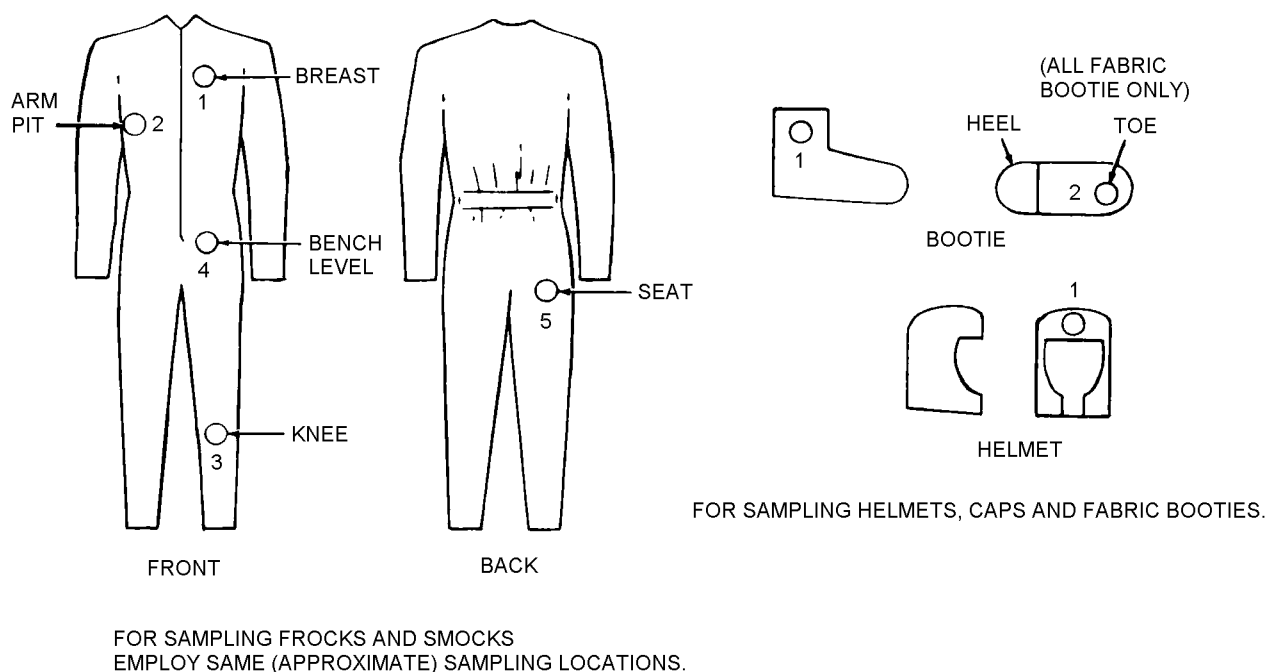 BREAST
1
ARM
PIT
2
BENCH
LEVEL
4
KNEE
3
FRONT
SEAT
5
BACK
FOR SAMPLING FROCKS AND SMOCKS
EMPLOY SAME (APPROXIMATE) SAMPLING LOCATIONS.
(ALL FABRIC
BOOTIE ONLY)
HEEL
TOE
1
2
BOOTIE
1
HELMET
FOR SAMPLING HELMETS, CAPS AND FABRIC BOOTIES.